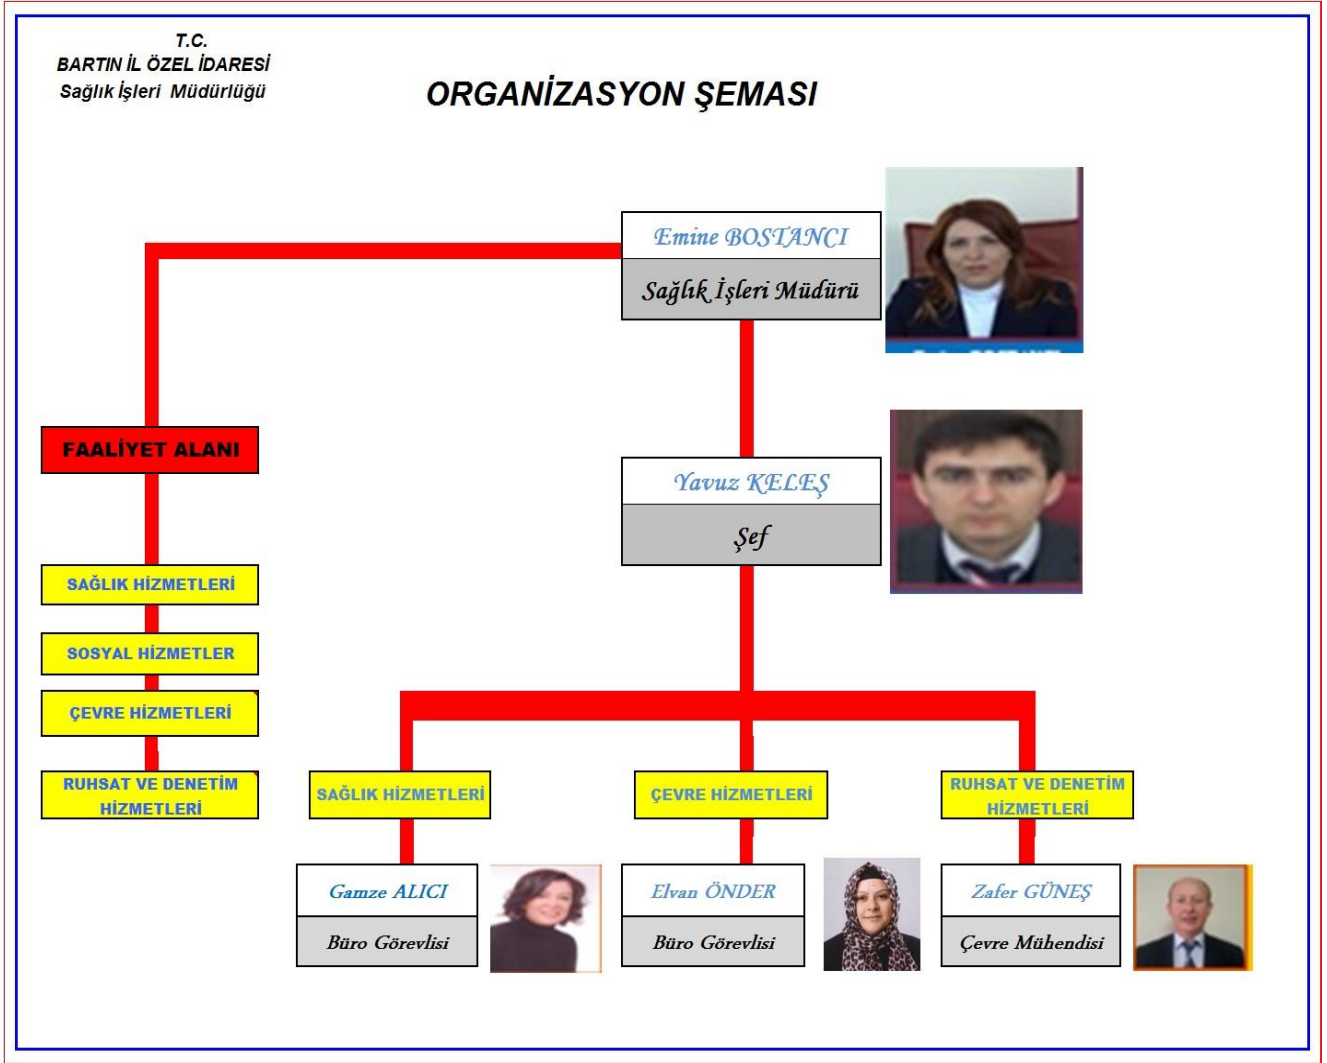 T.C.
BARTIN İL ÖZEL İDARESİ
Sağlık İşleri Müdürlüğü
ORGANİZASYON ŞEMASI
Emine BOSTANCI
Sağlık İşleri Müdürü
Yavuz KELEŞ
Şef
FAALİYET ALANI
SAĞLIK HİZMETLERİ
SOSYAL HİZMETLER
ÇEVRE HİZMETLERİ
RUHSAT VE DENETİM
HİZMETLERİ
SAĞLIK HİZMETLERİ
Gamze ALICI
Büro Görevlisi
ÇEVRE HİZMETLERİ
Elvan ÖNDER
Büro Görevlisi
RUHSAT VE DENETİM
HİZMETLERİ
Zafer GÜNEŞ
Çevre Mühendisi